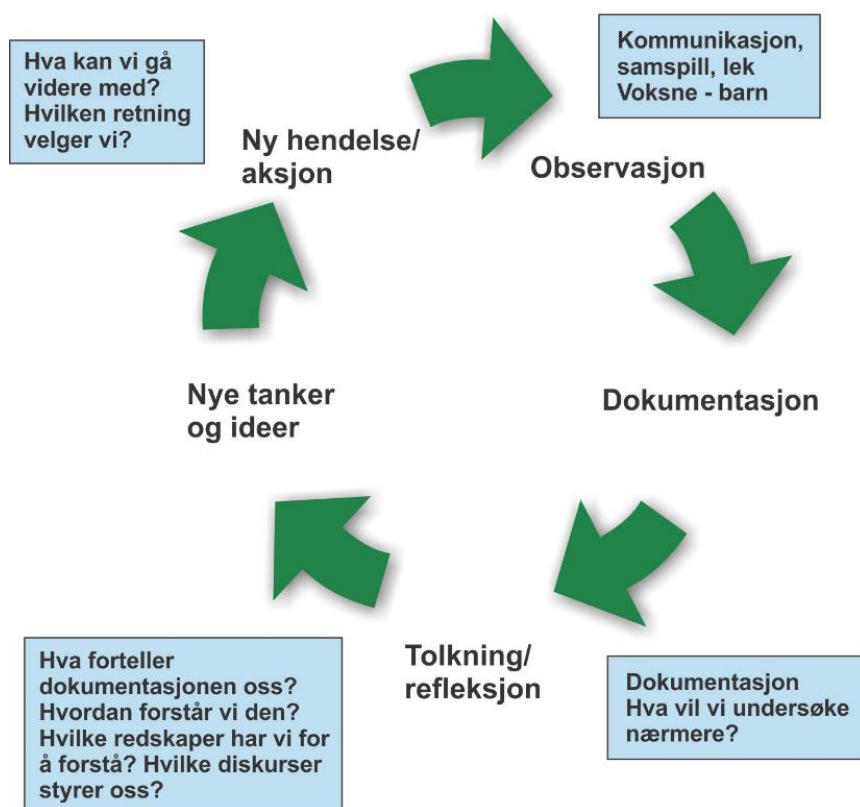 Hva kan vi gå
videre med?
Hvilken retning
velger vi?
Kommunikasjon,
samspill, lek
Voksne - barn
Ny hendelse/
aksjon
Observasjon
Nye tanker
og ideer
Dokumentasjon
Hva forteller
dokumentasjonen oss?
Hvordan forstår vi den?
Hvilke redskaper har vi for
å forstå? Hvilke diskurser
styrer oss?
Tolkning/
refleksjon
Dokumentasjon
Hva vil vi undersøke
nærmere?